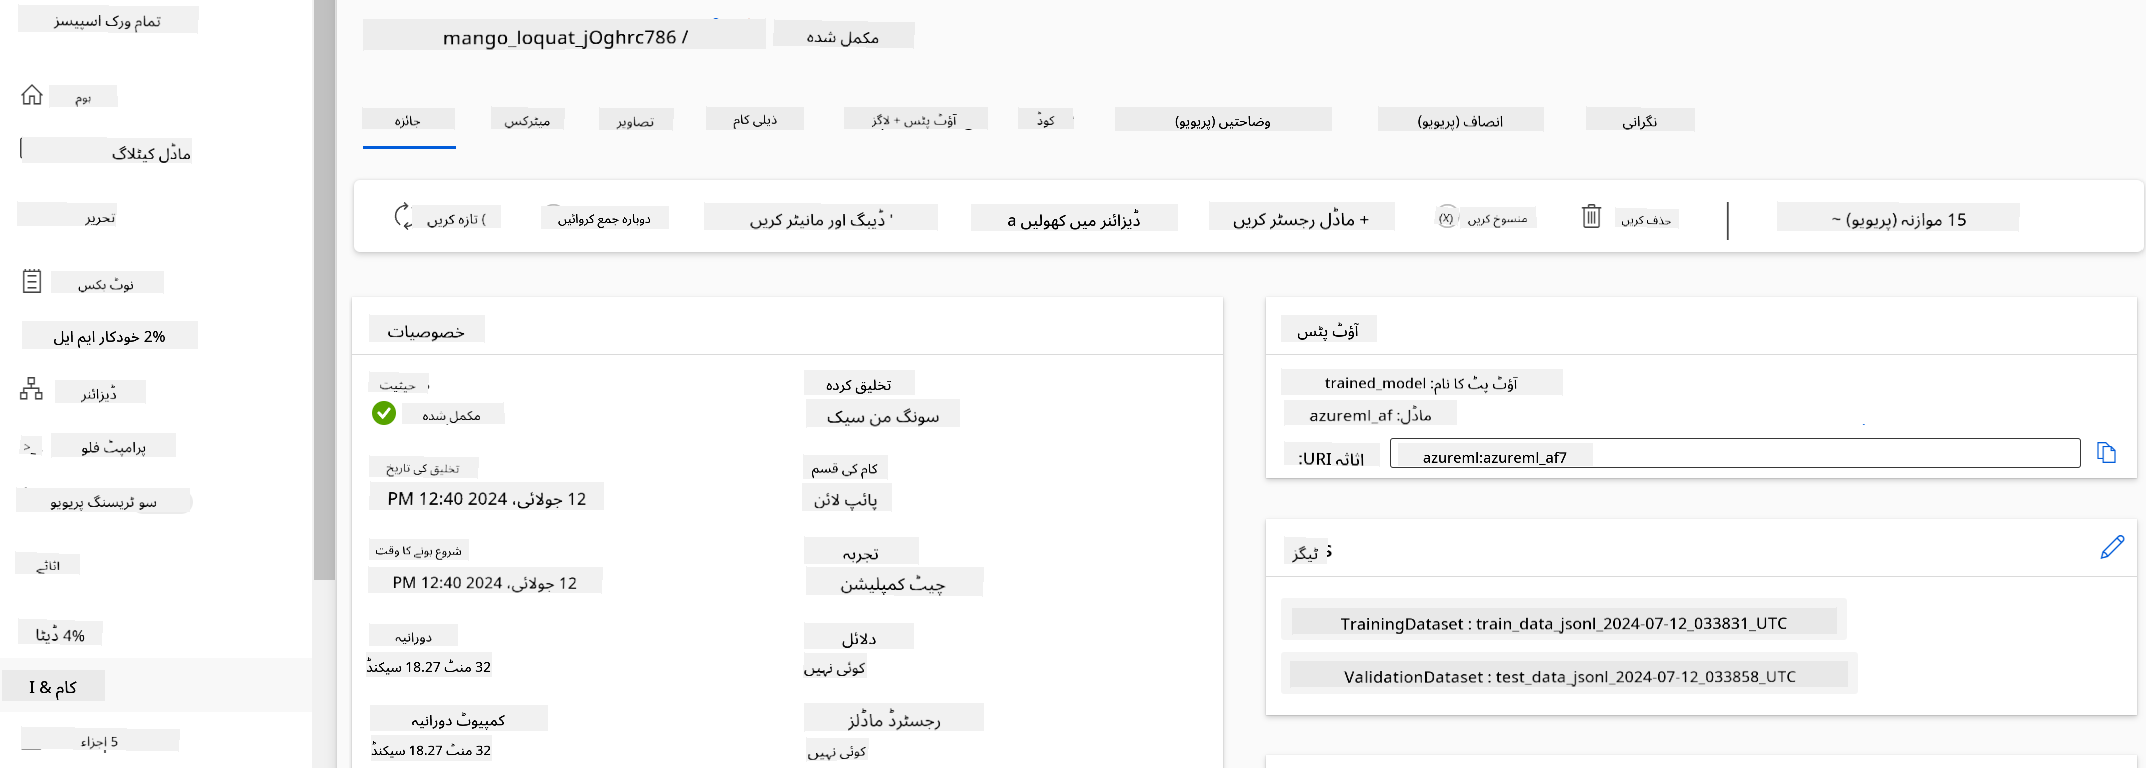 تمام ورک اسپیسز
ہوم
ماڈل کیٹلاگ
تحریر
نوٹ بکس
2% خودکار ایم ایل
ڈیزائنر
>_ پرامپٹ فلو
سو ٹریسنگ پریویو
اثاثے
4% ڈیٹا
کام & I
5 اجزاء
mango_loquat_jOghrc786 /
مکمل شدہ
جائزہ
میٹرکس
تصاویر
ذیلی کام
آؤٹ پٹس + لاگز
کوڈ
وضاحتیں (پریویو)
انصاف (پریویو)
نگرانی
تازہ کریں (
دوبارہ جمع کروائیں
' ڈیبگ اور مانیٹر کریں
ڈیزائنر میں کھولیں a
+ ماڈل رجسٹر کریں
(X) منسوخ کریں
حذف کریں
15 موازنہ (پریویو) ~
خصوصیات
حیثیت
مکمل شدہ
تخلیق کی تاریخ
12 جولائی، 2024 12:40 PM
شروع ہونے کا وقت
12 جولائی، 2024 12:40 PM
دورانیہ
32 منٹ 18.27 سیکنڈ
کمپیوٹ دورانیہ
32 منٹ 18.27 سیکنڈ
تخلیق کردہ
سونگ من سیک
کام کی قسم
پائپ لائن
تجربہ
چیٹ کمپلیشن
دلائل
کوئی نہیں
رجسٹرڈ ماڈلز
کوئی نہیں
آؤٹ پٹس
آؤٹ پٹ کا نام: trained_model
ماڈل: azureml_af
اثاثہ URI:
azureml:azureml_af7
ٹیگز s
TrainingDataset : train_data_jsonl_2024-07-12_033831_UTC
ValidationDataset : test_data_jsonl_2024-07-12_033858_UTC